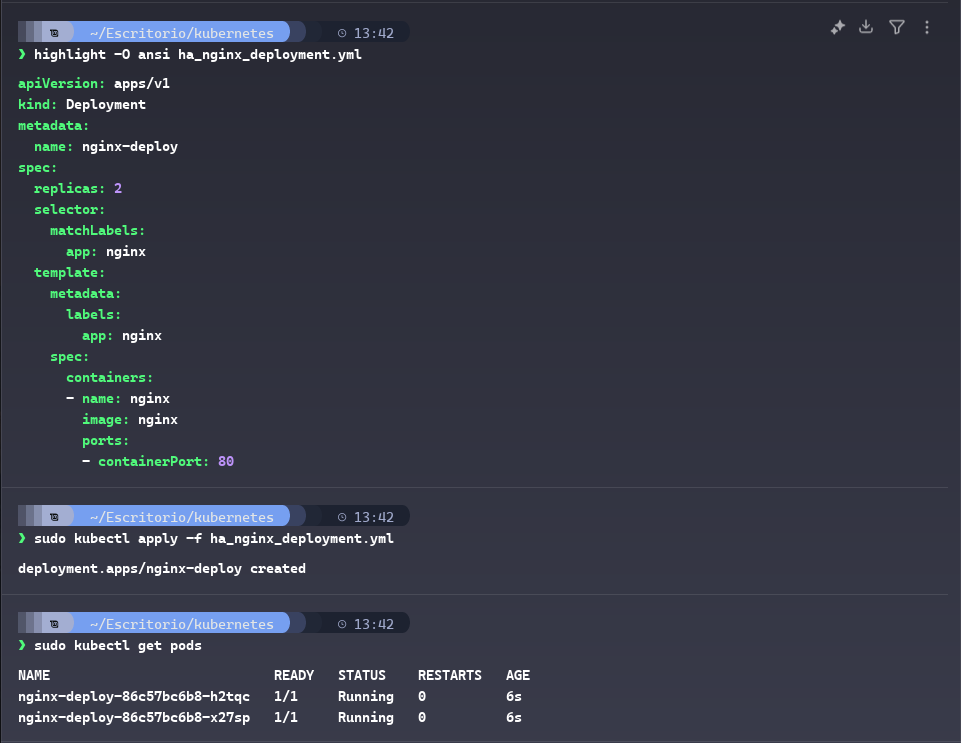 ~/Escritorio/kubernetes 13:42
❯ highlight -O ansi ha_nginx_deployment.yml
apiVersion: apps/v1
kind: Deployment
metadata:
  name: nginx-deploy
spec:
  replicas: 2
  selector:
    matchLabels:
      app: nginx
  template:
    metadata:
      labels:
        app: nginx
    spec:
      containers:
      - name: nginx
        image: nginx
        ports:
        - containerPort: 80
~/Escritorio/kubernetes 13:42
❯ sudo kubectl apply -f ha_nginx_deployment.yml
deployment.apps/nginx-deploy created
~/Escritorio/kubernetes 13:42
❯ sudo kubectl get pods
NAME                            READY   STATUS    RESTARTS   AGE
nginx-deploy-86c57bc6b8-h2tqc   1/1     Running   0          6s
nginx-deploy-86c57bc6b8-x27sp   1/1     Running   0          6s